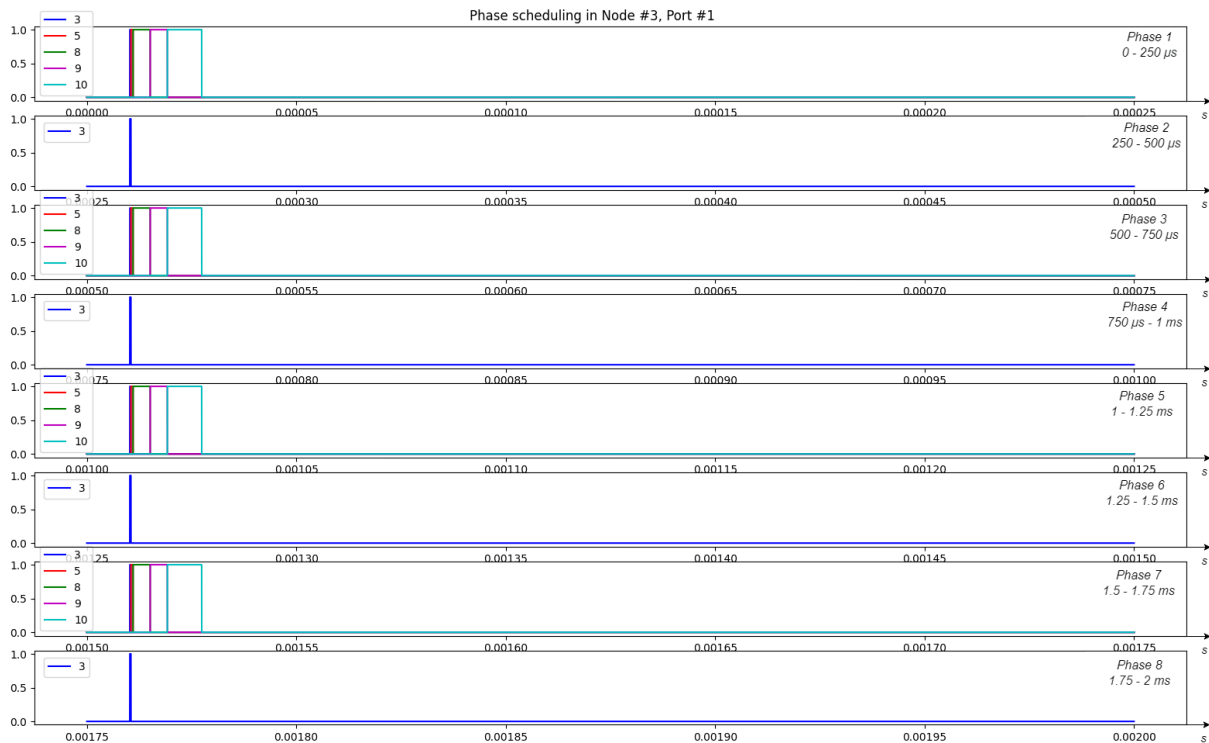 Phase scheduling in Node #3, Port #1
3
5
8
9
10
1.0
0.5
0.0
Phase 1
0 - 250 µs
0.00000 0.00005 0.00010 0.00015 0.00020 0.00025
s
3
1.0
0.5
0.0
Phase 2
250 - 500 µs
0.00025 0.00030 0.00035 0.00040 0.00045 0.00050
s
3
5
8
9
10
1.0
0.5
0.0
Phase 3
500 - 750 µs
0.00050 0.00055 0.00060 0.00065 0.00070 0.00075
s
3
1.0
0.5
0.0
Phase 4
750 µs - 1 ms
0.00075 0.00080 0.00085 0.00090 0.00095 0.00100
s
3
5
8
9
10
1.0
0.5
0.0
Phase 5
1 - 1.25 ms
0.00100 0.00105 0.00110 0.00115 0.00120 0.00125
s
3
1.0
0.5
0.0
Phase 6
1.25 - 1.5 ms
0.00125 0.00130 0.00135 0.00140 0.00145 0.00150
s
3
5
8
9
10
1.0
0.5
0.0
Phase 7
1.5 - 1.75 ms
0.00150 0.00155 0.00160 0.00165 0.00170 0.00175
s
3
1.0
0.5
0.0
Phase 8
1.75 - 2 ms
0.00175 0.00180 0.00185 0.00190 0.00195 0.00200
s